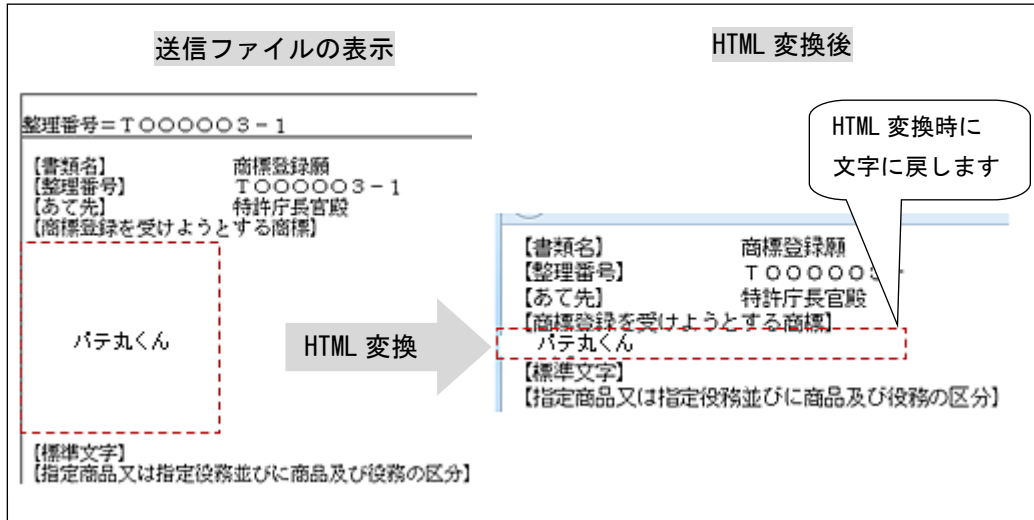 送信ファイルの表示
整理番号=T○○○○○3-1
【書類名】 商標登録願
【整理番号】 T○○○○○3-1
【あて先】 特許庁長官殿
【商標登録を受けようとする商標】
パテ丸くん
【標準文字】
【指定商品又は指定役務並びに商品及び役務の区分】
HTML 変換
HTML 変換後
HTML 変換時に
文字に戻します
【書類名】 商標登録願
【整理番号】 T○○○○○3
【あて先】 特許庁長官殿
【商標登録を受けようとする商標】
パテ丸くん
【標準文字】
【指定商品又は指定役務並びに商品及び役務の区分】